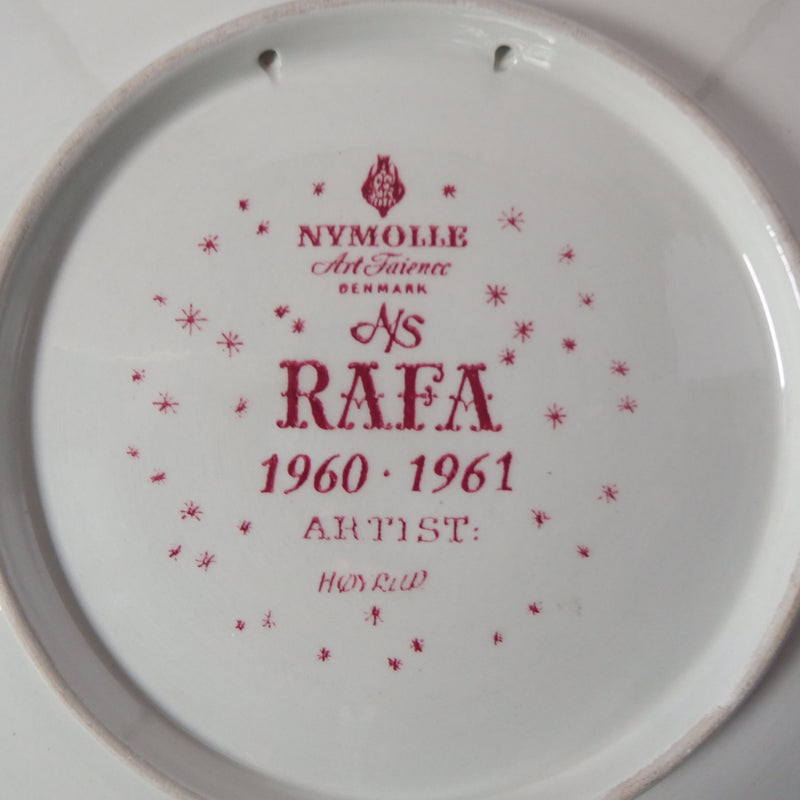 NYMOLLE
Art Faience
DENMARK
A/S
RAFA
1960 · 1961
ARTIST:
HØYRUP